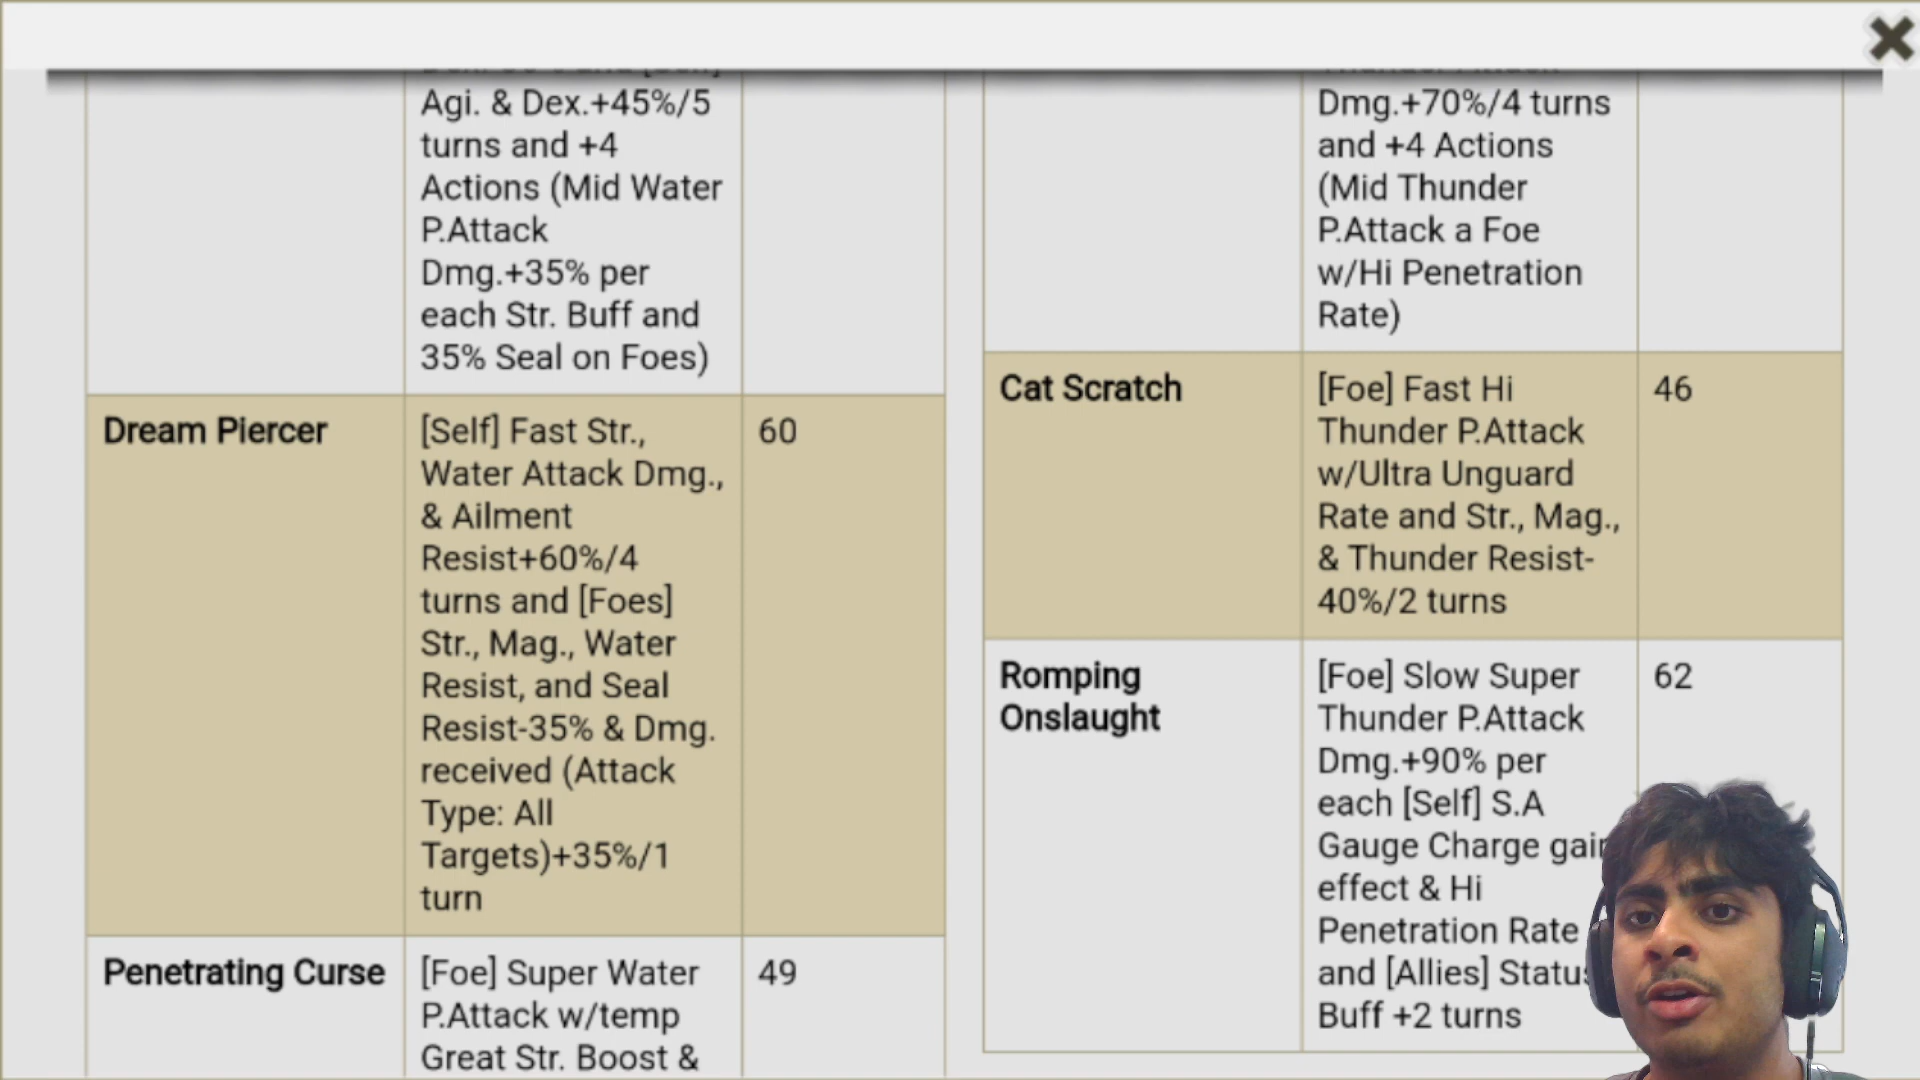 Agi. & Dex.+45%/5
turns and +4
Actions (Mid Water
P.Attack
Dmg.+35% per
each Str. Buff and
35% Seal on Foes)
Dream Piercer
[Self] Fast Str.,
Water Attack Dmg.,
& Ailment
Resist+60%/4
turns and [Foes]
Str., Mag., Water
Resist, and Seal
Resist-35% & Dmg.
received (Attack
Type: All
Targets)+35%/1
turn
60
Penetrating Curse
[Foe] Super Water
P.Attack w/temp
Great Str. Boost &
49
Dmg.+70%/4 turns
and +4 Actions
(Mid Thunder
P.Attack a Foe
w/Hi Penetration
Rate)
Cat Scratch
[Foe] Fast Hi
Thunder P.Attack
w/Ultra Unguard
Rate and Str., Mag.,
& Thunder Resist-
40%/2 turns
46
Romping
Onslaught
[Foe] Slow Super
Thunder P.Attack
Dmg.+90% per
each [Self] S.A
Gauge Charge gain
effect & Hi
Penetration Rate
and [Allies] Status
Buff +2 turns
62